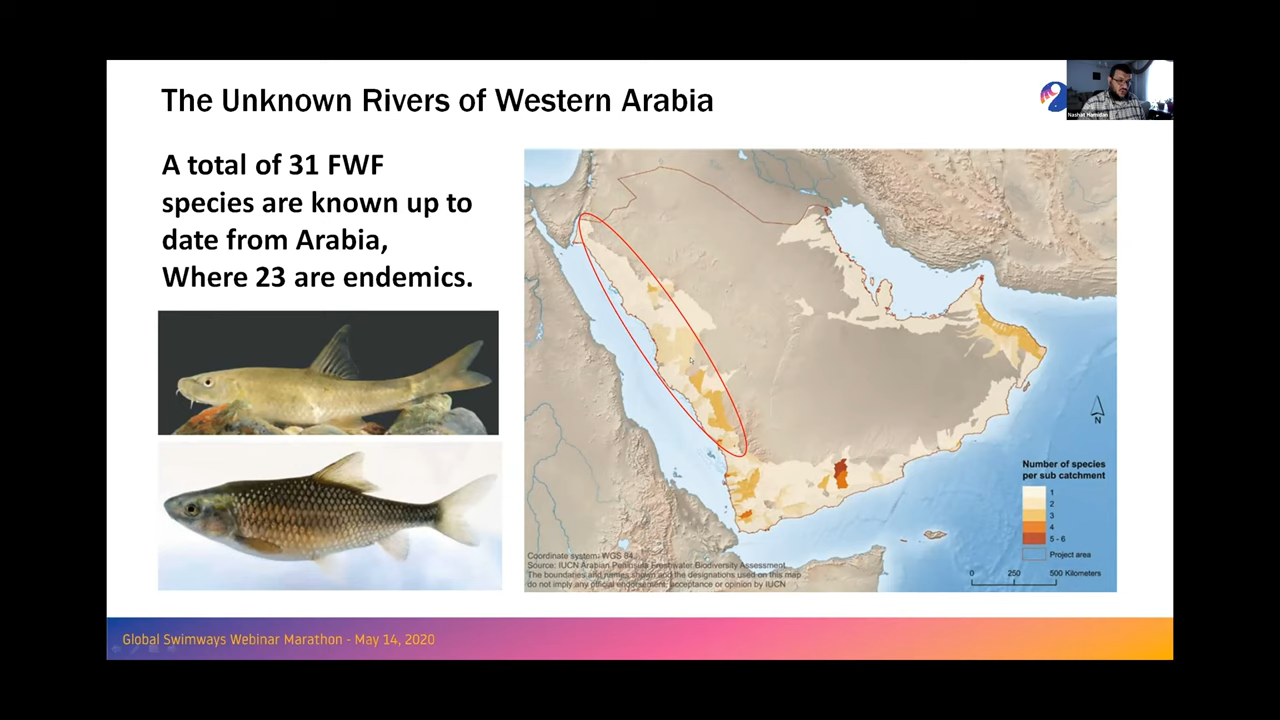 The Unknown Rivers of Western Arabia
Nashat Hamidan
A total of 31 FWF
species are known up to
date from Arabia,
Where 23 are endemics.
N
Number of species
per sub catchment
1
2
3
4
5 - 6
Project area
0 250 500 Kilometers
Coordinate system: WGS 84
Source: IUCN Arabian Peninsula Freshwater Biodiversity Assessment
The boundaries and names shown and the designations used on this map
do not imply any official endorsement, acceptance or opinion by IUCN
Global Swimways Webinar Marathon - May 14, 2020